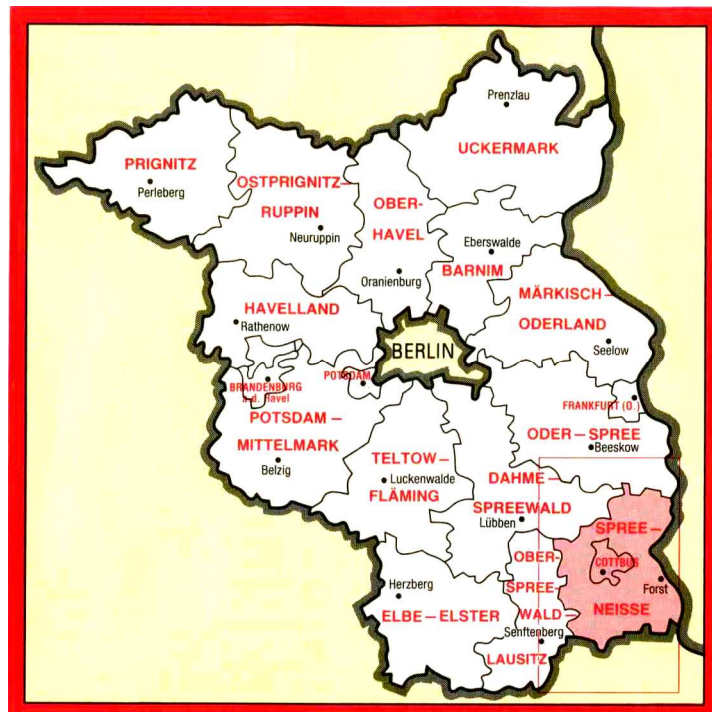 Prenzlau
UCKERMARK
PRIGNITZ
Perleberg
OSTPRIGNITZ–
RUPPIN
Neuruppin
OBER-
HAVEL
Oranienburg
Eberswalde
BARNIM
MÄRKISCH–
ODERLAND
Seelow
HAVELLAND
Rathenow
BERLIN
BRANDENBURG
a.d. Havel
POTSDAM
POTSDAM –
MITTELMARK
Belzig
FRANKFURT (O.)
ODER–SPREE
Beeskow
TELTOW–
Luckenwalde
FLÄMING
DAHME–
SPREEWALD
Lübben
SPREE–
COTTBUS
Forst
NEISSE
OBER-
SPREE-
WALD–
Senftenberg
LAUSITZ
Herzberg
ELBE–ELSTER